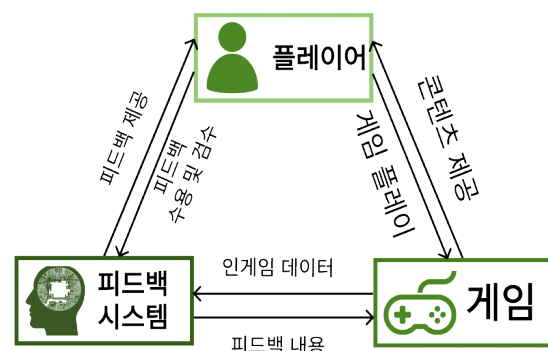 플레이어
피드백 제공
피드백
수용 및 검수
게임 플레이
콘텐츠 제공
피드백
시스템
인게임 데이터
게임
피드백 내용